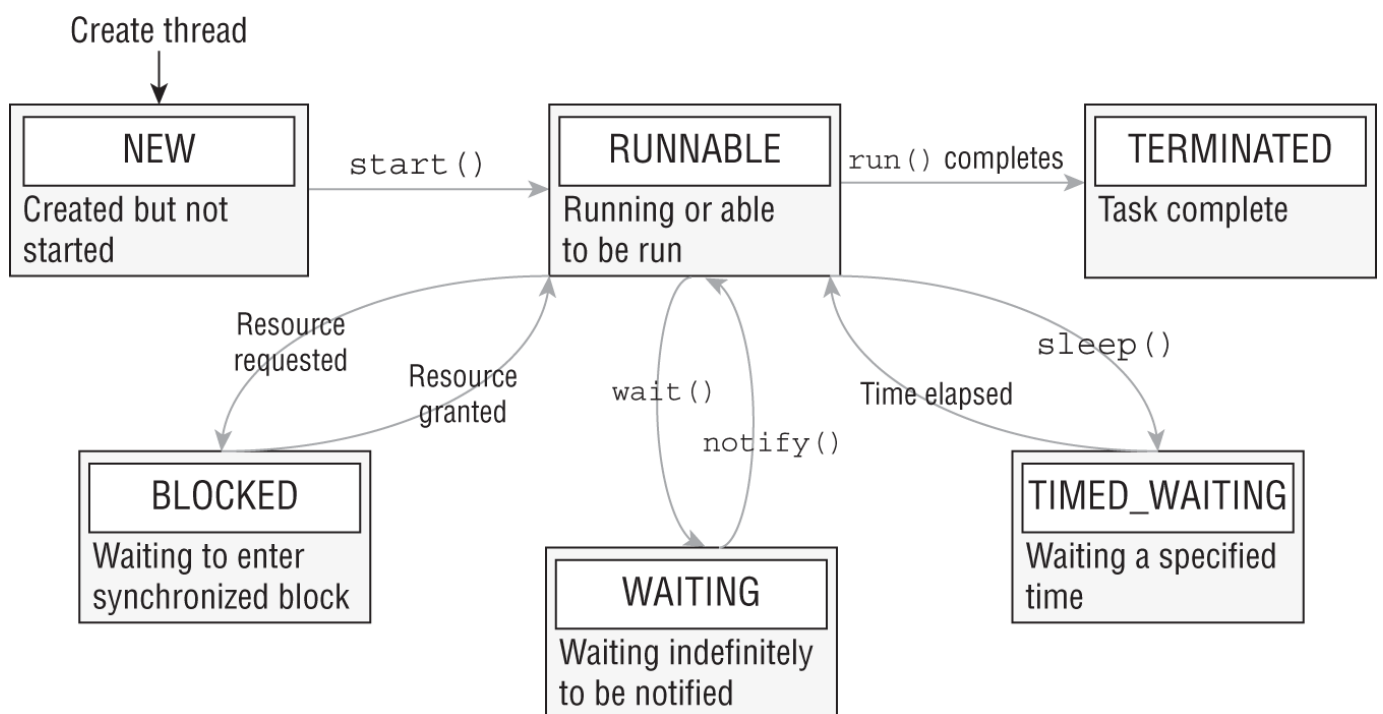 Create thread
NEW
Created but not
started
start()
RUNNABLE
Running or able
to be run
run() completes
TERMINATED
Task complete
Resource
requested
Resource
granted
wait()
notify()
Time elapsed
sleep()
BLOCKED
Waiting to enter
synchronized block
WAITING
Waiting indefinitely
to be notified
TIMED_WAITING
Waiting a specified
time